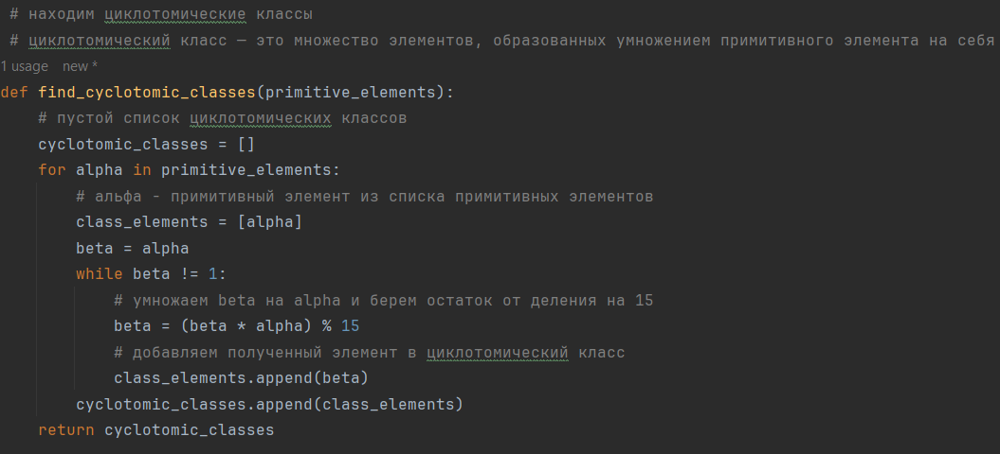 # находим циклотомические классы
# циклотомический класс — это множество элементов, образованных умножением примитивного элемента на себя
1 usage new *
def find_cyclotomic_classes(primitive_elements):
# пустой список циклотомических классов
cyclotomic_classes = []
for alpha in primitive_elements:
# альфа - примитивный элемент из списка примитивных элементов
class_elements = [alpha]
beta = alpha
while beta != 1:
# умножаем beta на alpha и берем остаток от деления на 15
beta = (beta * alpha) % 15
# добавляем полученный элемент в циклотомический класс
class_elements.append(beta)
cyclotomic_classes.append(class_elements)
return cyclotomic_classes